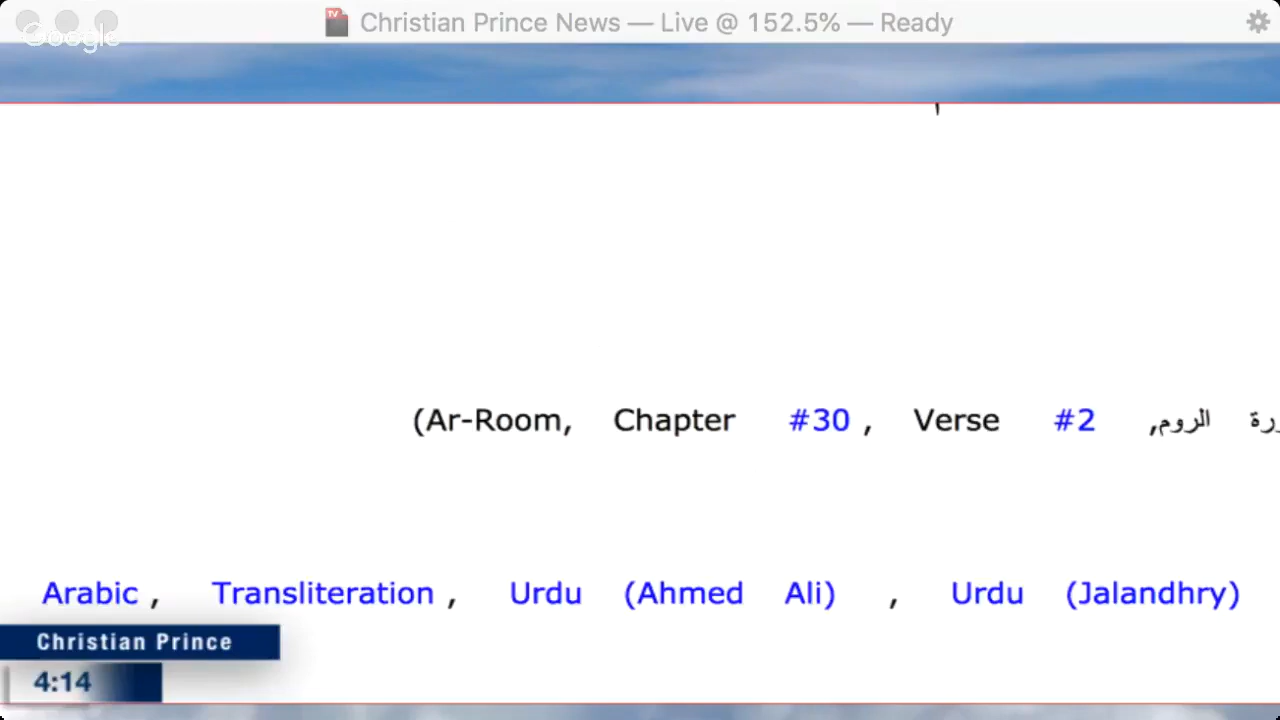 Google
Christian Prince News — Live @ 152.5% — Ready
(Ar-Room, Chapter #30 , Verse #2 ,الروم
Arabic , Transliteration , Urdu (Ahmed Ali) , Urdu (Jalandhry)
Christian Prince
4:14